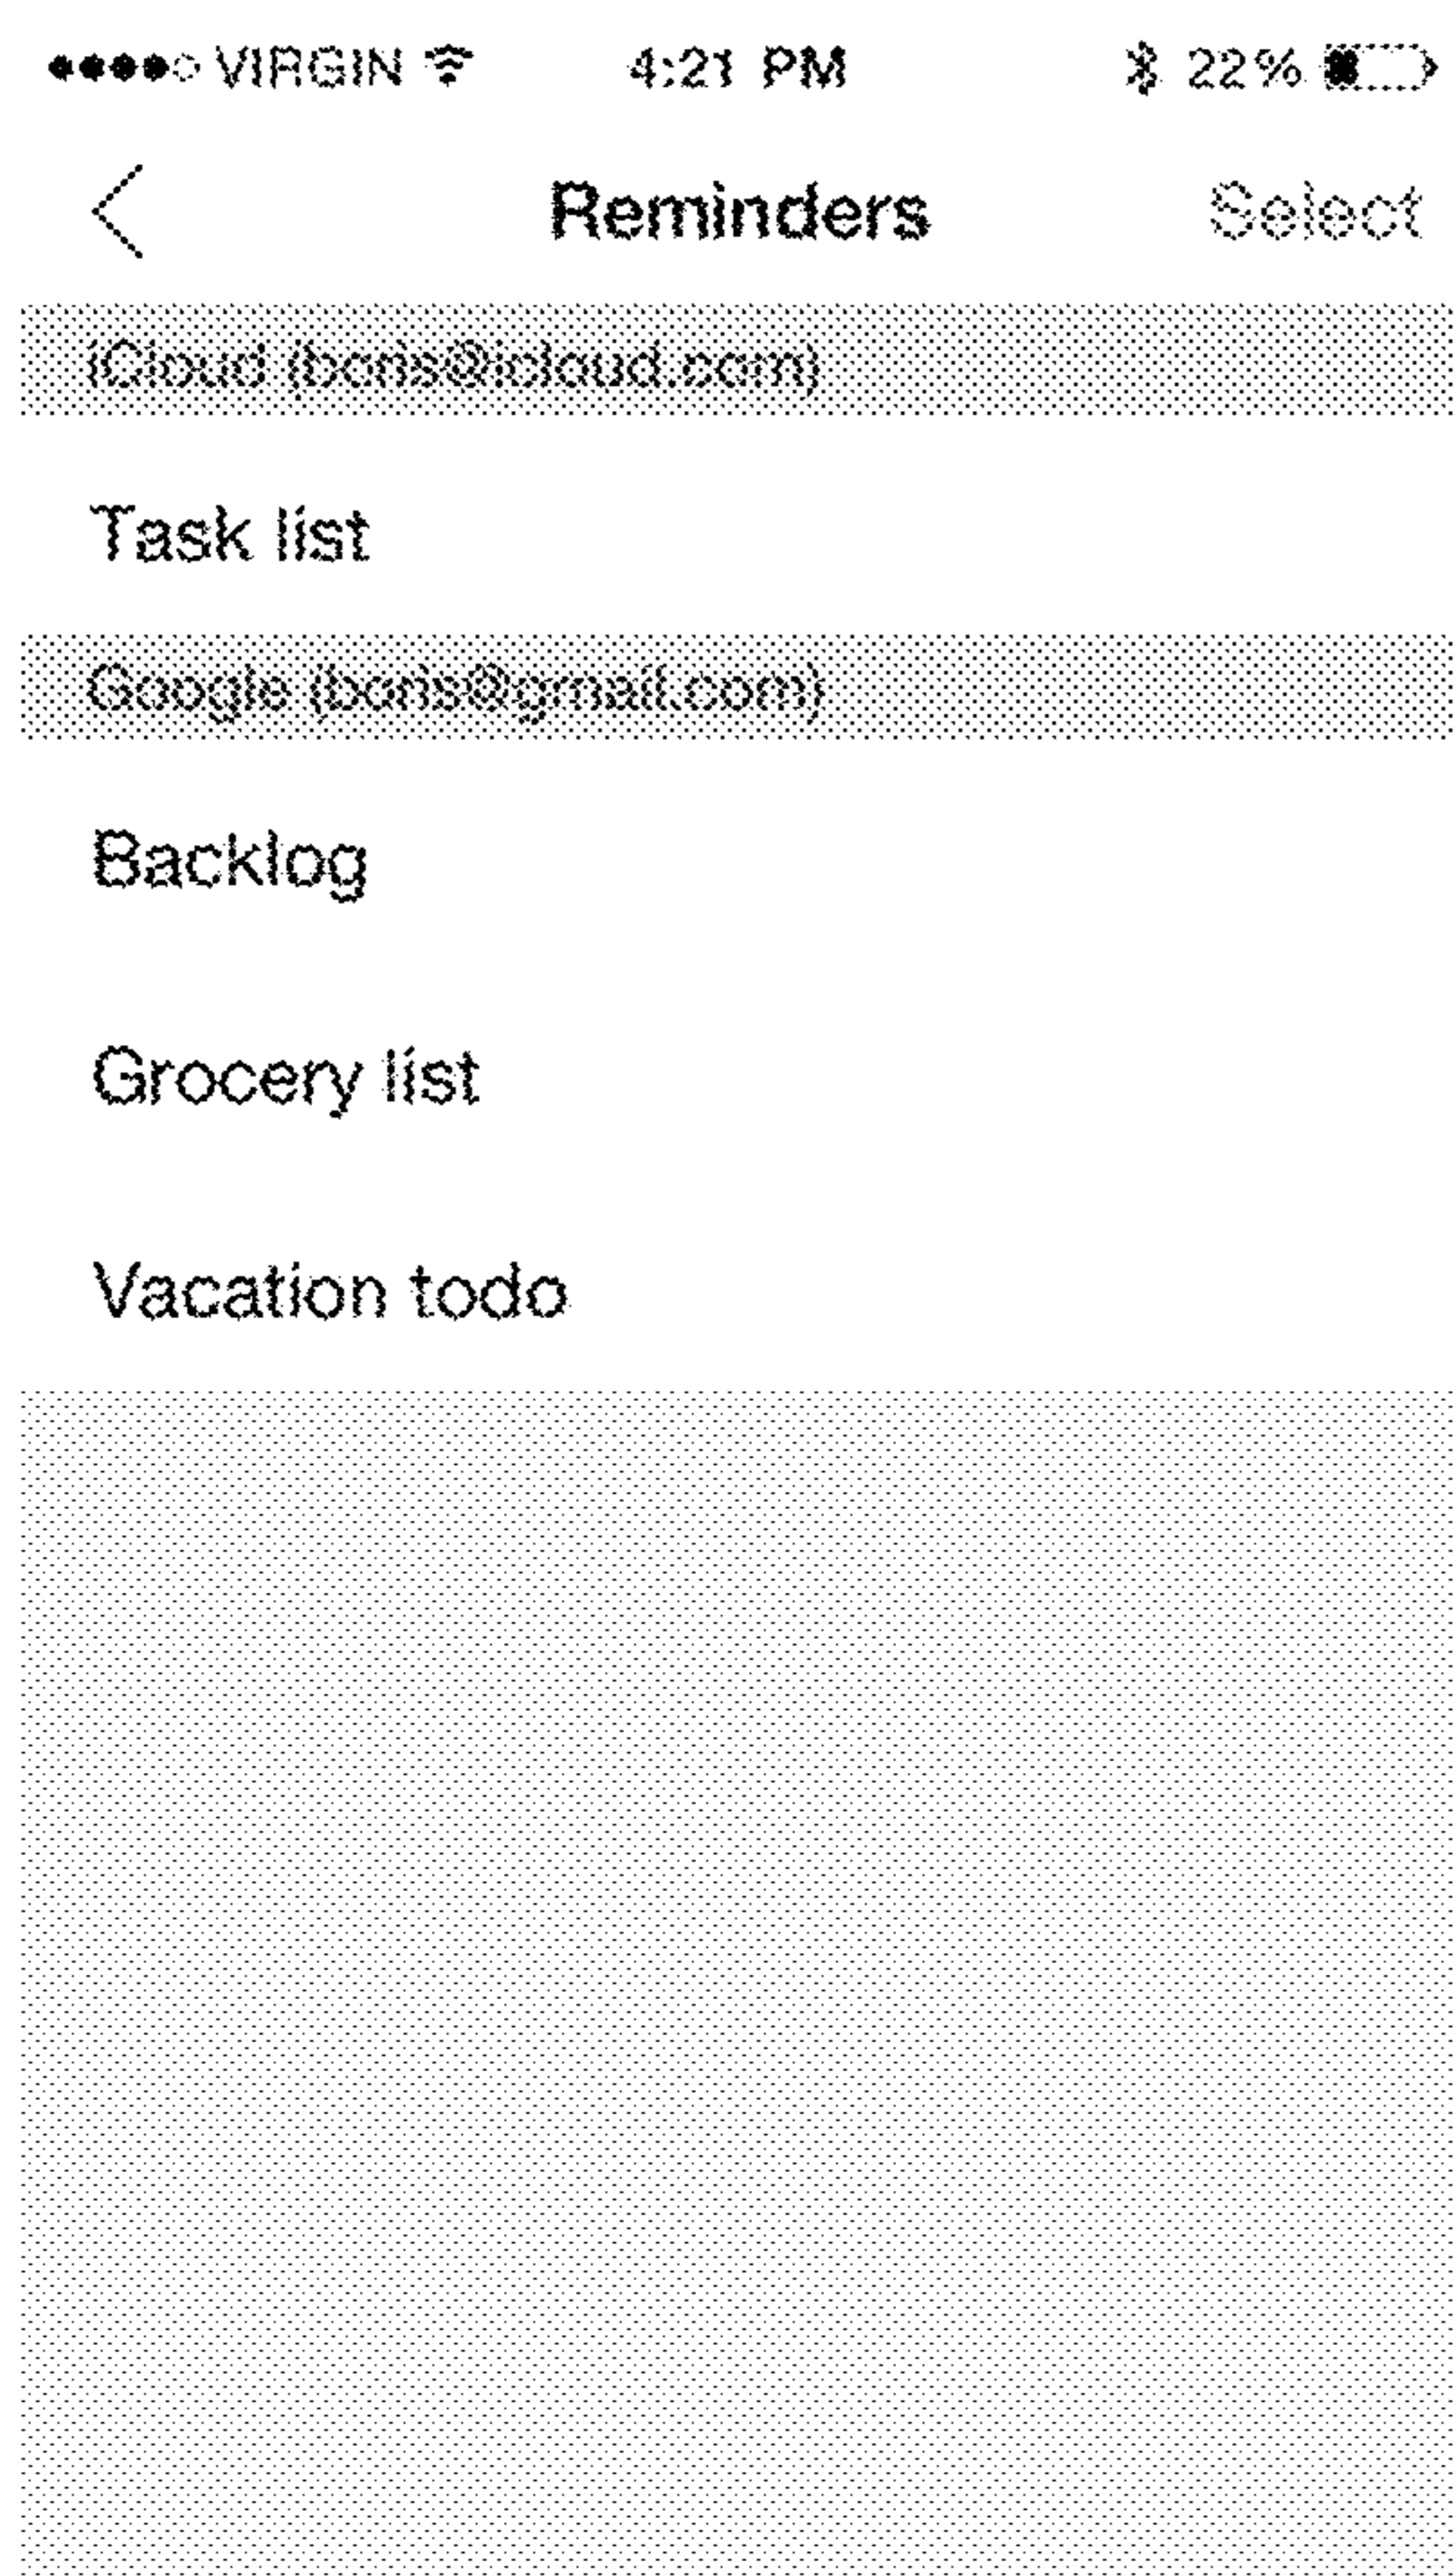 VIRGIN 4:21 PM 22%
Reminders Select
iCloud (boris@icloud.com)
Task list
Google (boris@gmail.com)
Backlog
Grocery list
Vacation todo